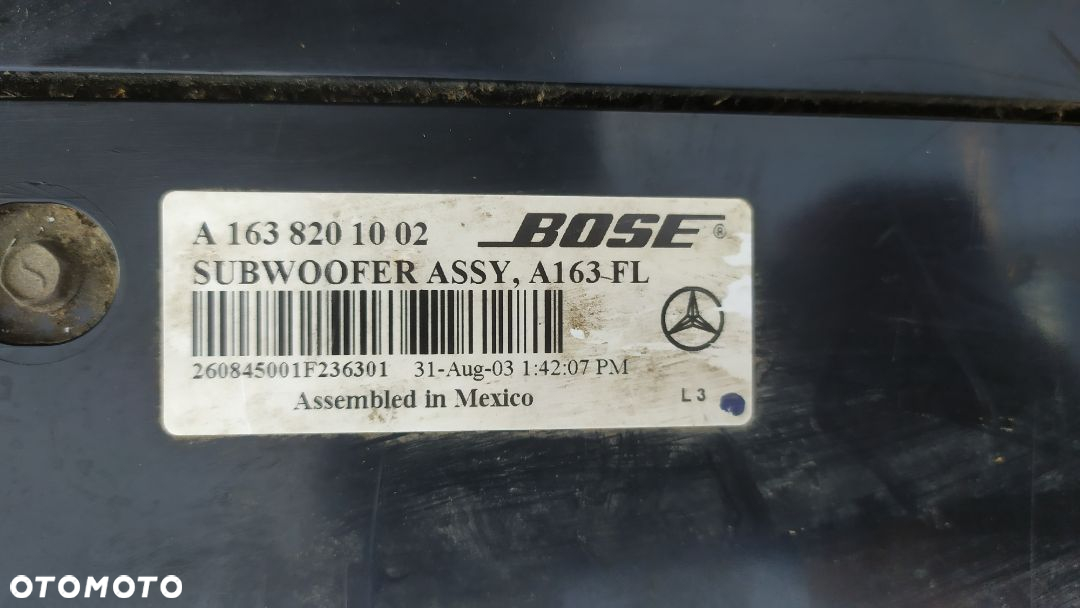 A 163 820 10 02 BOSE®
SUBWOOFER ASSY, A163 FL
260845001F236301 31-Aug-03 1:42:07 PM
Assembled in Mexico
L 3
OTOMOTO